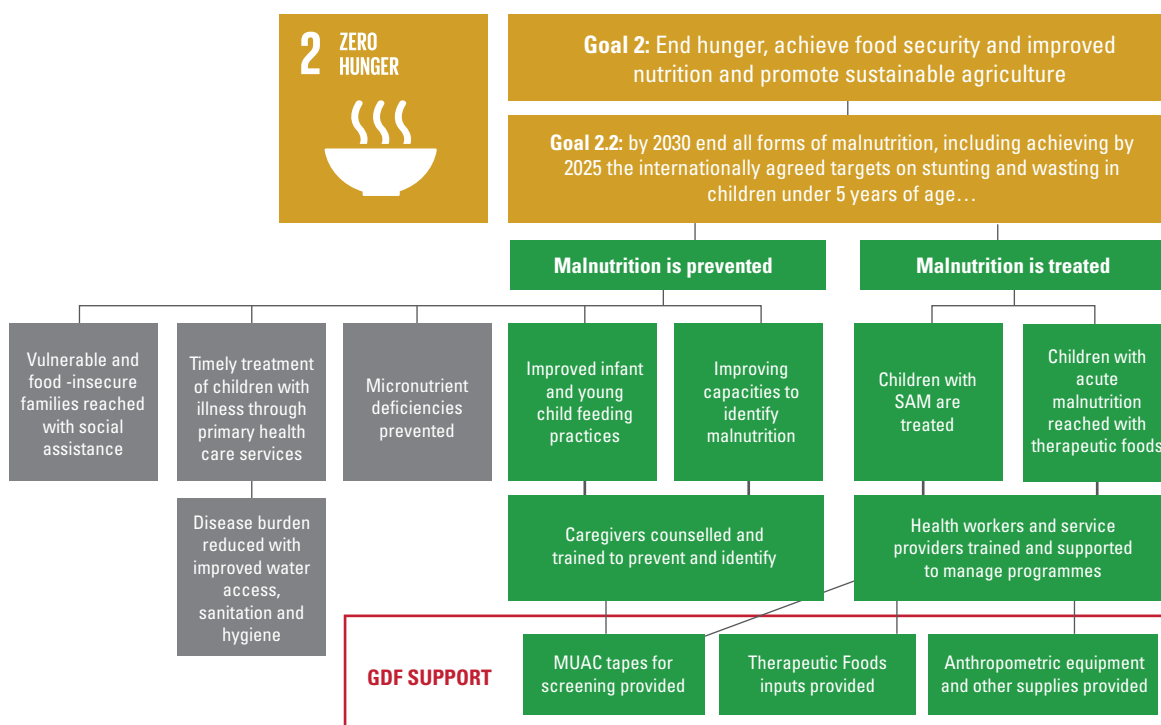 2 ZERO
HUNGER
Goal 2: End hunger, achieve food security and improved
nutrition and promote sustainable agriculture
Goal 2.2: by 2030 end all forms of malnutrition, including achieving by
2025 the internationally agreed targets on stunting and wasting in
children under 5 years of age…
Malnutrition is prevented
Malnutrition is treated
Vulnerable and
food -insecure
families reached
with social
assistance
Timely treatment
of children with
illness through
primary health
care services
Micronutrient
deficiencies
prevented
Improved infant
and young
child feeding
practices
Improving
capacities to
identify
malnutrition
Children with
SAM are
treated
Children with
acute
malnutrition
reached with
therapeutic foods
Disease burden
reduced with
improved water
access,
sanitation and
hygiene
Caregivers counselled and
trained to prevent and identify
Health workers and service
providers trained and supported
to manage programmes
GDF SUPPORT
MUAC tapes for
screening provided
Therapeutic Foods
inputs provided
Anthropometric equipment
and other supplies provided